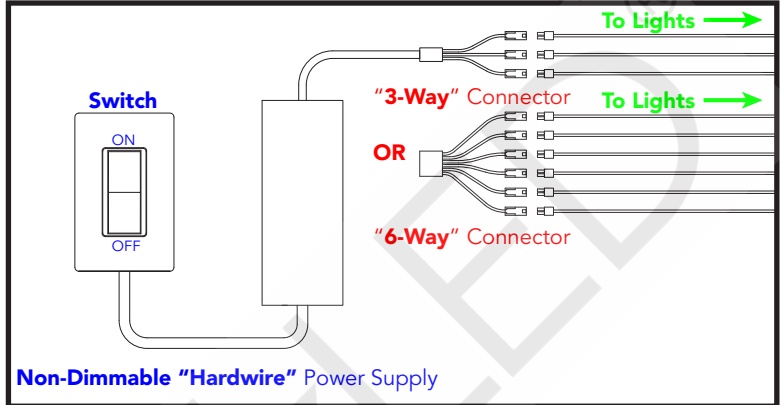 To Lights
"3-Way" Connector
To Lights
Switch
ON
OFF
OR
"6-Way" Connector
Non-Dimmable "Hardwire" Power Supply
LED
®